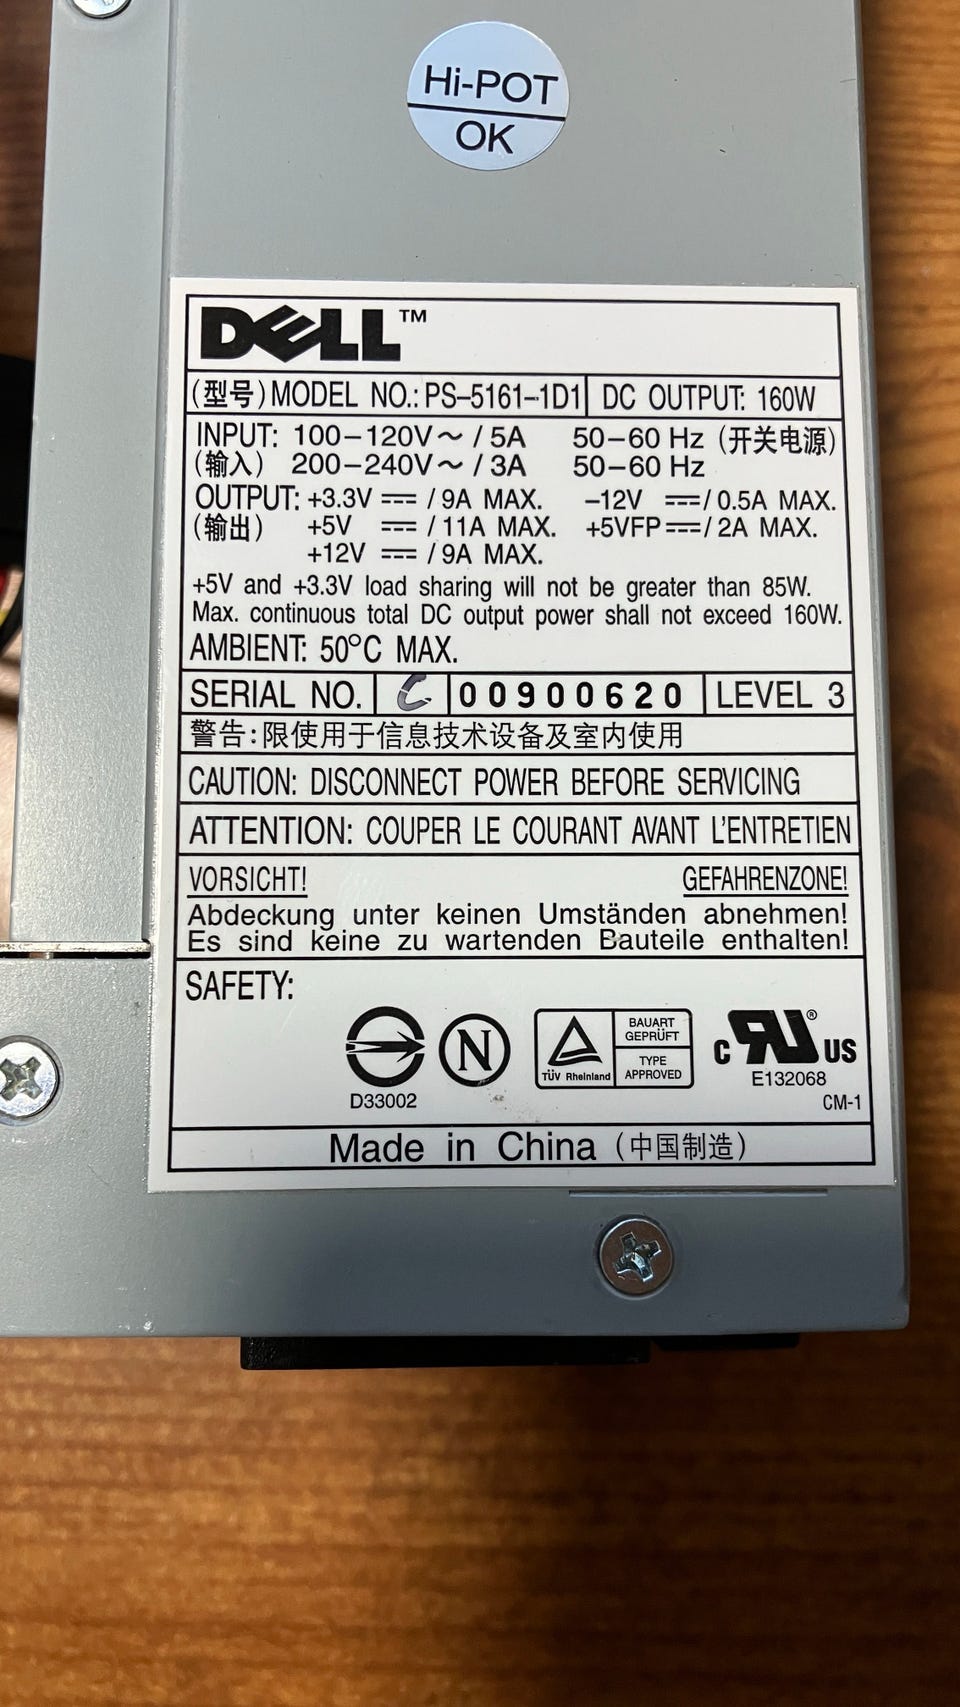 Hi-POT
OK
DELL™
(型号) MODEL NO.: PS-5161-1D1 DC OUTPUT: 160W
INPUT: 100-120V～ / 5A 50-60 Hz (开关电源)
(输入) 200-240V～ / 3A 50-60 Hz
OUTPUT: +3.3V ⎓ / 9A MAX. -12V ⎓ / 0.5A MAX.
(输出) +5V ⎓ / 11A MAX. +5VFP ⎓ / 2A MAX.
+12V ⎓ / 9A MAX.
+5V and +3.3V load sharing will not be greater than 85W.
Max. continuous total DC output power shall not exceed 160W.
AMBIENT: 50°C MAX.
SERIAL NO. C 00900620 LEVEL 3
警告:限使用于信息技术设备及室内使用
CAUTION: DISCONNECT POWER BEFORE SERVICING
ATTENTION: COUPER LE COURANT AVANT L'ENTRETIEN
VORSICHT! GEFAHRENZONE!
Abdeckung unter keinen Umständen abnehmen!
Es sind keine zu wartenden Bauteile enthalten!
SAFETY:
N
TÜV Rheinland
BAUART
GEPRÜFT
TYPE
APPROVED
c RU® US
D33002
E132068
CM-1
Made in China (中国制造)